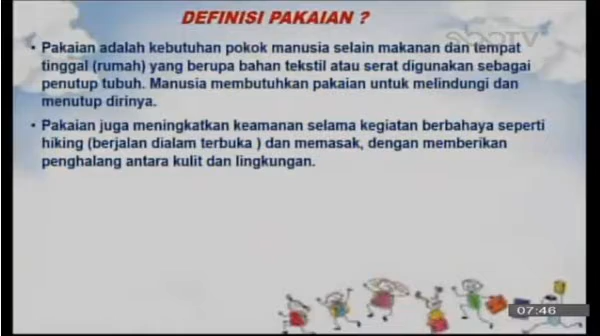 DEFINISI PAKAIAN ?
• Pakaian adalah kebutuhan pokok manusia selain makanan dan tempat
tinggal (rumah) yang berupa bahan tekstil atau serat digunakan sebagai
penutup tubuh. Manusia membutuhkan pakaian untuk melindungi dan
menutup dirinya.
• Pakaian juga meningkatkan keamanan selama kegiatan berbahaya seperti
hiking (berjalan dialam terbuka ) dan memasak, dengan memberikan
penghalang antara kulit dan lingkungan.
07:46